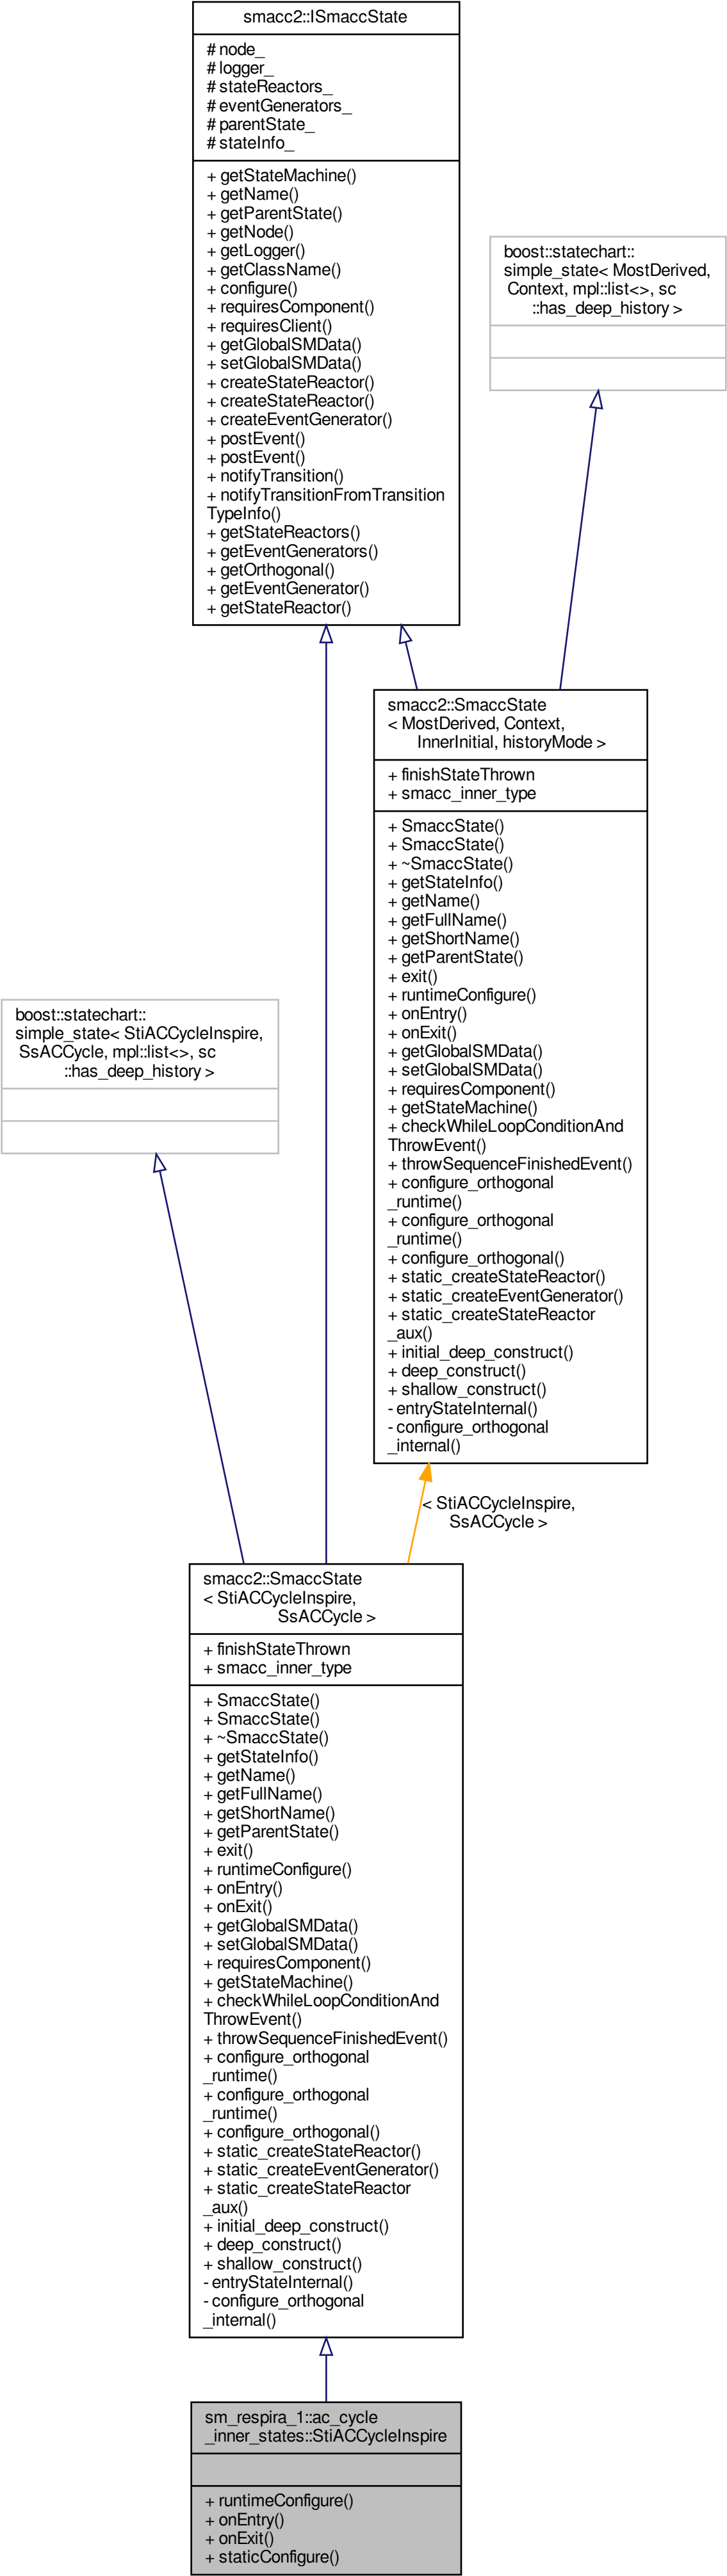 smacc2::ISmaccState
# node_
# logger_
# stateReactors_
# eventGenerators_
# parentState_
# stateInfo_
+ getStateMachine()
+ getName()
+ getParentState()
+ getNode()
+ getLogger()
+ getClassName()
+ configure()
+ requiresComponent()
+ requiresClient()
+ getGlobalSMData()
+ setGlobalSMData()
+ createStateReactor()
+ createStateReactor()
+ createEventGenerator()
+ postEvent()
+ postEvent()
+ notifyTransition()
+ notifyTransitionFromTransition
TypeInfo()
+ getStateReactors()
+ getEventGenerators()
+ getOrthogonal()
+ getEventGenerator()
+ getStateReactor()
boost::statechart::
simple_state< MostDerived,
Context, mpl::list<>, sc
::has_deep_history >
smacc2::SmaccState
< MostDerived, Context,
InnerInitial, historyMode >
+ finishStateThrown
+ smacc_inner_type
+ SmaccState()
+ SmaccState()
+ ~SmaccState()
+ getStateInfo()
+ getName()
+ getFullName()
+ getShortName()
+ getParentState()
+ exit()
+ runtimeConfigure()
+ onEntry()
+ onExit()
+ getGlobalSMData()
+ setGlobalSMData()
+ requiresComponent()
+ getStateMachine()
+ checkWhileLoopConditionAnd
ThrowEvent()
+ throwSequenceFinishedEvent()
+ configure_orthogonal
_runtime()
+ configure_orthogonal
_runtime()
+ configure_orthogonal()
+ static_createStateReactor()
+ static_createEventGenerator()
+ static_createStateReactor
_aux()
+ initial_deep_construct()
+ deep_construct()
+ shallow_construct()
- entryStateInternal()
- configure_orthogonal
_internal()
boost::statechart::
simple_state< StiACCycleInspire,
SsACCycle, mpl::list<>, sc
::has_deep_history >
< StiACCycleInspire,
SsACCycle >
smacc2::SmaccState
< StiACCycleInspire,
SsACCycle >
+ finishStateThrown
+ smacc_inner_type
+ SmaccState()
+ SmaccState()
+ ~SmaccState()
+ getStateInfo()
+ getName()
+ getFullName()
+ getShortName()
+ getParentState()
+ exit()
+ runtimeConfigure()
+ onEntry()
+ onExit()
+ getGlobalSMData()
+ setGlobalSMData()
+ requiresComponent()
+ getStateMachine()
+ checkWhileLoopConditionAnd
ThrowEvent()
+ throwSequenceFinishedEvent()
+ configure_orthogonal
_runtime()
+ configure_orthogonal
_runtime()
+ configure_orthogonal()
+ static_createStateReactor()
+ static_createEventGenerator()
+ static_createStateReactor
_aux()
+ initial_deep_construct()
+ deep_construct()
+ shallow_construct()
- entryStateInternal()
- configure_orthogonal
_internal()
sm_respira_1::ac_cycle
_inner_states::StiACCycleInspire
+ runtimeConfigure()
+ onEntry()
+ onExit()
+ staticConfigure()